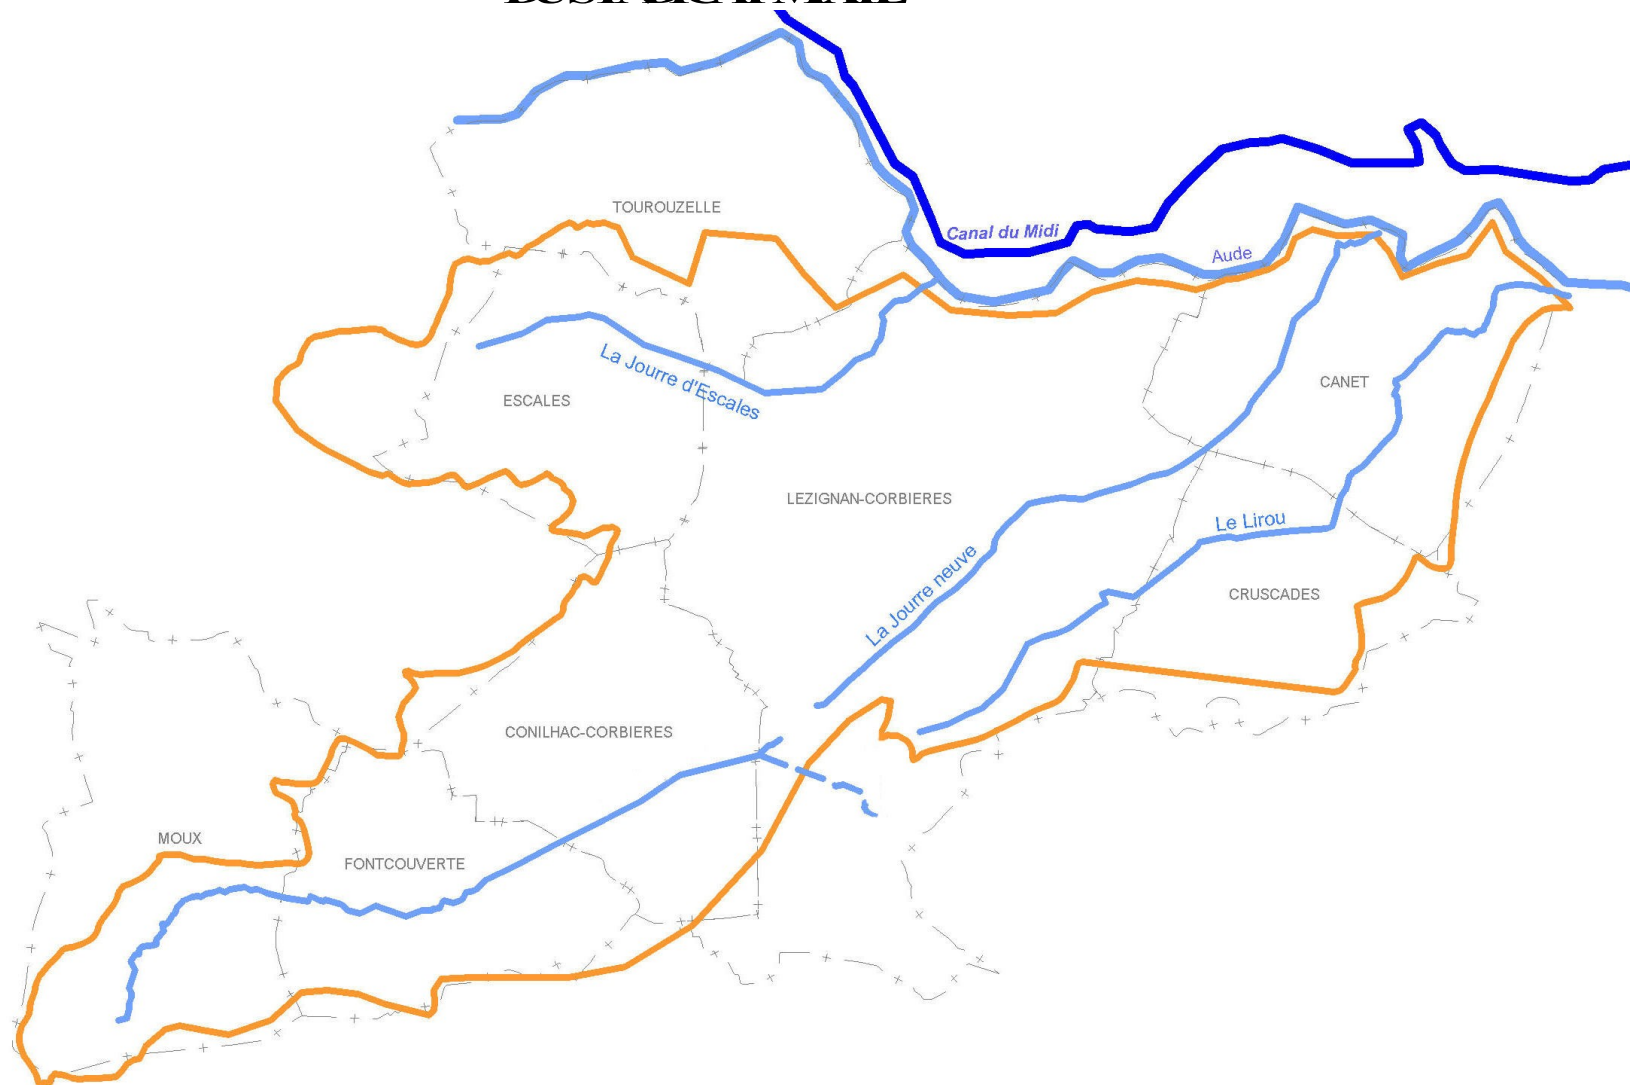 TOUROUZELLE
Canal du Midi
Aude
La Jourre d'Escales
ESCALES
CANET
LEZIGNAN-CORBIERES
Le Lirou
La Jourre neuve
CRUSCADES
CONILHAC-CORBIERES
MOUX
FONTCOUVERTE